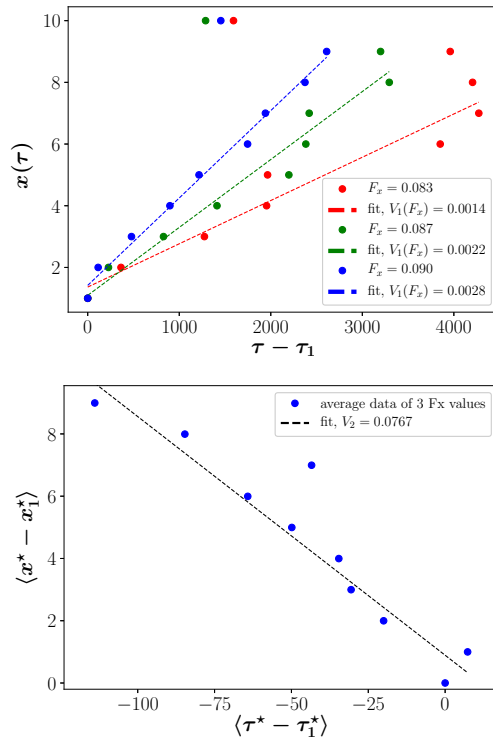 10
8
6
4
2
x(τ)
0
1000
2000
3000
4000
τ − τ₁
Fₓ = 0.083
fit, V₁(Fₓ) = 0.0014
Fₓ = 0.087
fit, V₁(Fₓ) = 0.0022
Fₓ = 0.090
fit, V₁(Fₓ) = 0.0028
8
6
4
2
0
⟨x* − x₁*⟩
−100
−75
−50
−25
0
⟨τ* − τ₁*⟩
average data of 3 Fx values
fit, V₂ = 0.0767